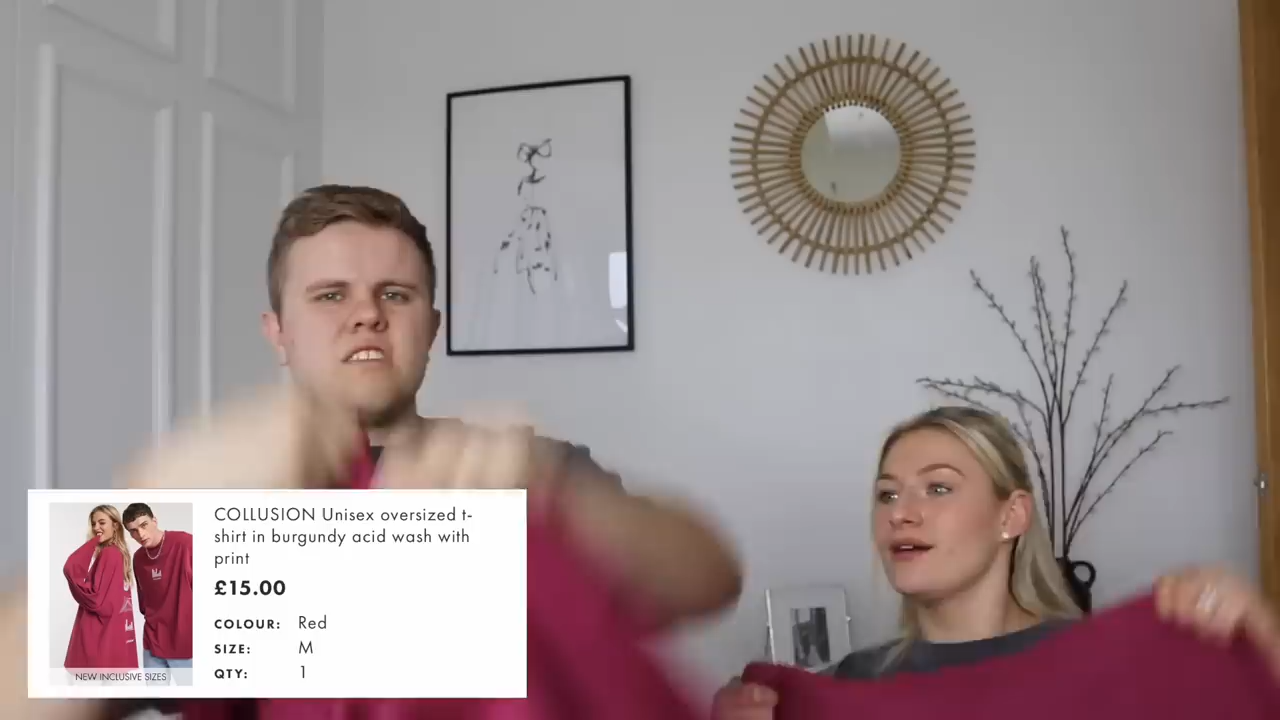 COLLUSION Unisex oversized t-
shirt in burgundy acid wash with
print
£15.00
COLOUR: Red
SIZE: M
QTY: 1
NEW INCLUSIVE SIZES